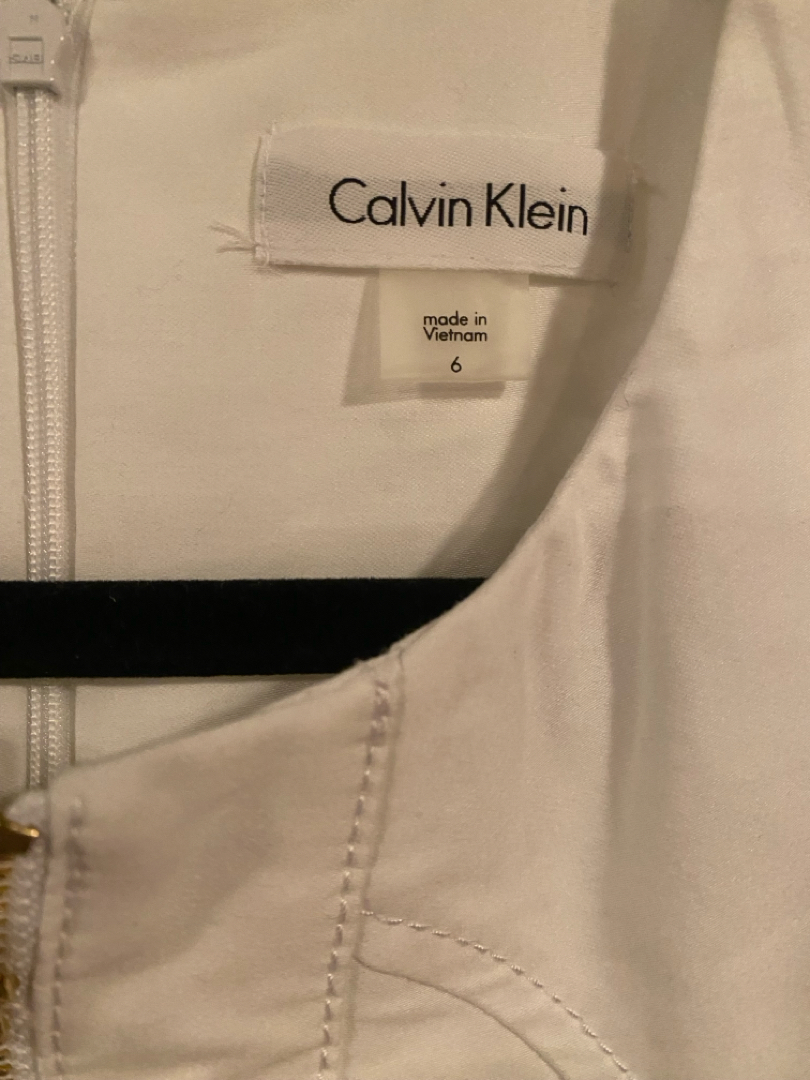 Calvin Klein
made in
Vietnam
6